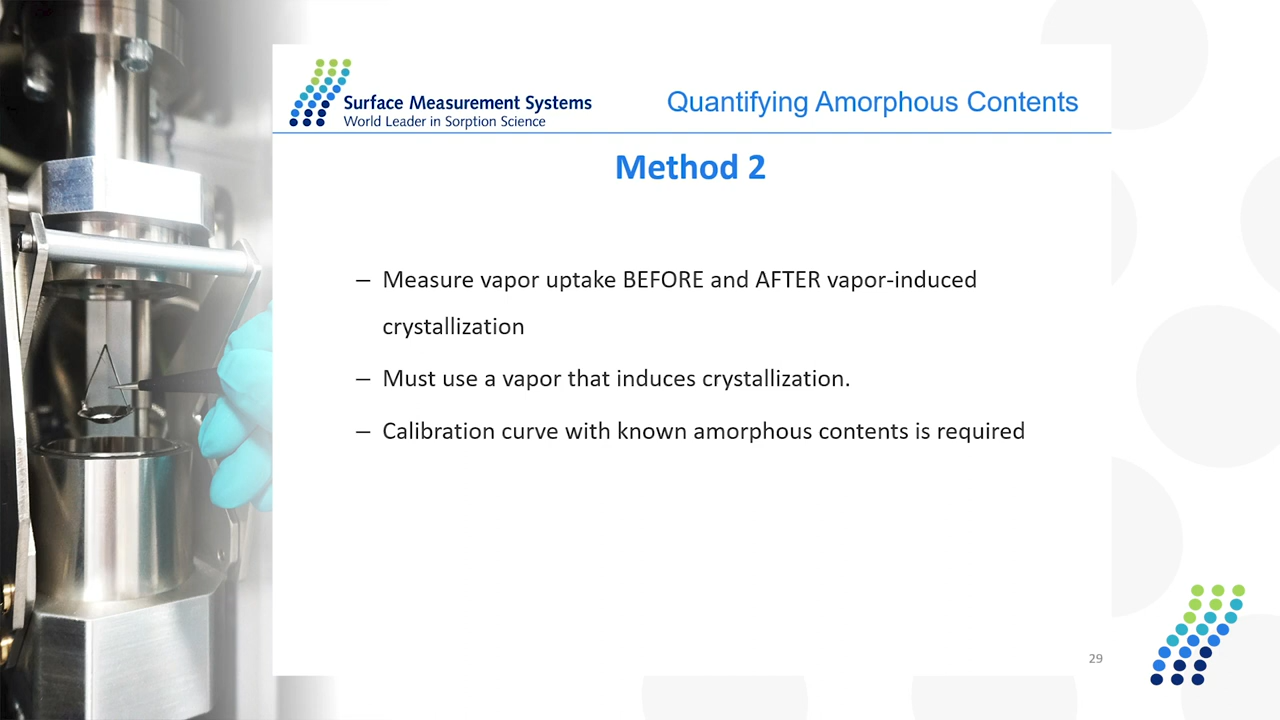 Surface Measurement Systems
World Leader in Sorption Science
Quantifying Amorphous Contents
Method 2
– Measure vapor uptake BEFORE and AFTER vapor-induced
crystallization
– Must use a vapor that induces crystallization.
– Calibration curve with known amorphous contents is required
29